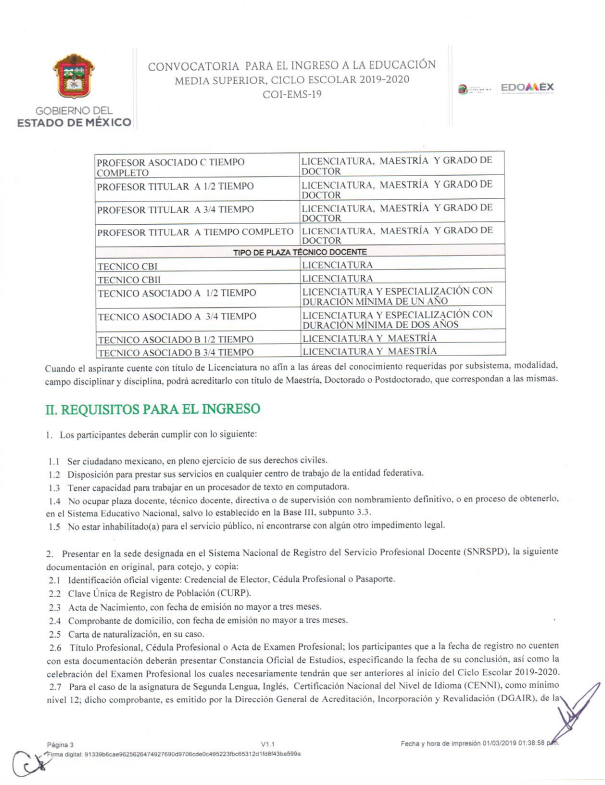 CONVOCATORIA PARA EL INGRESO A LA EDUCACIÓN
MEDIA SUPERIOR, CICLO ESCOLAR 2019-2020
COI-EMS-19
GOBIERNO DEL
ESTADO DE MÉXICO
EDOMÉX
PROFESOR ASOCIADO C TIEMPO COMPLETO LICENCIATURA, MAESTRÍA Y GRADO DE DOCTOR
PROFESOR TITULAR A 1/2 TIEMPO LICENCIATURA, MAESTRÍA Y GRADO DE DOCTOR
PROFESOR TITULAR A 3/4 TIEMPO LICENCIATURA, MAESTRÍA Y GRADO DE DOCTOR
PROFESOR TITULAR A TIEMPO COMPLETO LICENCIATURA, MAESTRÍA Y GRADO DE DOCTOR
TIPO DE PLAZA TÉCNICO DOCENTE
TECNICO CBI LICENCIATURA
TECNICO CBII LICENCIATURA
TECNICO ASOCIADO A 1/2 TIEMPO LICENCIATURA Y ESPECIALIZACIÓN CON DURACIÓN MÍNIMA DE UN AÑO
TECNICO ASOCIADO A 3/4 TIEMPO LICENCIATURA Y ESPECIALIZACIÓN CON DURACIÓN MÍNIMA DE DOS AÑOS
TECNICO ASOCIADO B 1/2 TIEMPO LICENCIATURA Y MAESTRÍA
TECNICO ASOCIADO B 3/4 TIEMPO LICENCIATURA Y MAESTRÍA
Cuando el aspirante cuente con título de Licenciatura no afín a las áreas del conocimiento requeridas por subsistema, modalidad,
campo disciplinar y disciplina, podrá acreditarlo con título de Maestría, Doctorado o Postdoctorado, que correspondan a las mismas.
II. REQUISITOS PARA EL INGRESO
1. Los participantes deberán cumplir con lo siguiente:
1.1 Ser ciudadano mexicano, en pleno ejercicio de sus derechos civiles.
1.2 Disposición para prestar sus servicios en cualquier centro de trabajo de la entidad federativa.
1.3 Tener capacidad para trabajar en un procesador de texto en computadora.
1.4 No ocupar plaza docente, técnico docente, directiva o de supervisión con nombramiento definitivo, o en proceso de obtenerlo,
en el Sistema Educativo Nacional, salvo lo establecido en la Base III, subpunto 3.3.
1.5 No estar inhabilitado(a) para el servicio público, ni encontrarse con algún otro impedimento legal.
2. Presentar en la sede designada en el Sistema Nacional de Registro del Servicio Profesional Docente (SNRSPD), la siguiente
documentación en original, para cotejo, y copia:
2.1 Identificación oficial vigente: Credencial de Elector, Cédula Profesional o Pasaporte.
2.2 Clave Única de Registro de Población (CURP).
2.3 Acta de Nacimiento, con fecha de emisión no mayor a tres meses.
2.4 Comprobante de domicilio, con fecha de emisión no mayor a tres meses.
2.5 Carta de naturalización, en su caso.
2.6 Título Profesional, Cédula Profesional o Acta de Examen Profesional; los participantes que a la fecha de registro no cuenten
con esta documentación deberán presentar Constancia Oficial de Estudios, especificando la fecha de su conclusión, así como la
celebración del Examen Profesional los cuales necesariamente tendrán que ser anteriores al inicio del Ciclo Escolar 2019-2020.
2.7 Para el caso de la asignatura de Segunda Lengua, Inglés, Certificación Nacional del Nivel de Idioma (CENNI), como mínimo
nivel 12; dicho comprobante, es emitido por la Dirección General de Acreditación, Incorporación y Revalidación (DGAIR), de la
Página 3 V1.1 Fecha y hora de impresión 01/03/2019 01:38:58 p.m.
Firma digital: 91339b6cae9625626474927690d9706cde0c495223fbc65312d1fd8f43ba599a